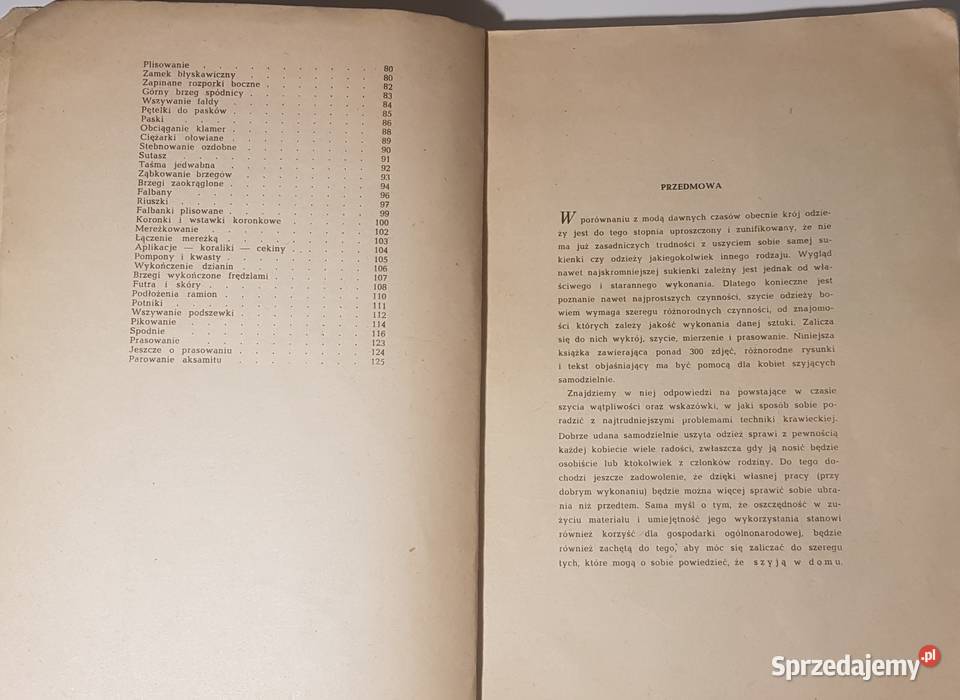 Plisowanie . . . . . . . . . . 80
Zamek błyskawiczny . . . . . . . . 80
Zapinane rozporki boczne . . . . . . . 82
Górny brzeg spódnicy . . . . . . . . 83
Wszywanie fałdy . . . . . . . . . 84
Pętelki do pasków . . . . . . . . . 85
Paski . . . . . . . . . . . 86
Obciąganie klamer . . . . . . . . . 88
Ciężarki ołowiane . . . . . . . . . 89
Stebnowanie ozdobne . . . . . . . . 90
Sutasz . . . . . . . . . . . 91
Taśma jedwabna . . . . . . . . . 92
Ząbkowanie brzegów . . . . . . . . 93
Brzegi zaokrąglone . . . . . . . . . 94
Falbany . . . . . . . . . . . 96
Riuszki . . . . . . . . . . . 97
Falbanki plisowane . . . . . . . . . 99
Koronki i wstawki koronkowe . . . . . . 100
Mereżkowanie . . . . . . . . . . 102
Łączenie mereżką . . . . . . . . . 103
Aplikacje — koraliki — cekiny . . . . . . 104
Pompony i kwasty . . . . . . . . . 105
Wykończenie dzianin . . . . . . . . 106
Brzegi wykończone frędzlami . . . . . . 107
Futra i skóry . . . . . . . . . . 108
Podłożenia ramion . . . . . . . . . 110
Potniki . . . . . . . . . . . 111
Wszywanie podszewki . . . . . . . . 112
Pikowanie . . . . . . . . . . 114
Spodnie . . . . . . . . . . . 116
Prasowanie . . . . . . . . . . 123
Jeszcze o prasowaniu . . . . . . . . 124
Parowanie aksamitu . . . . . . . . 125
PRZEDMOWA
W porównaniu z modą dawnych czasów obecnie krój odzie-
ży jest do tego stopnia uproszczony i zunifikowany, że nie
ma już zasadniczych trudności z uszyciem sobie samej su-
kienki czy odzieży jakiegokolwiek innego rodzaju. Wygląd
nawet najskromniejszej sukienki zależny jest jednak od wła-
ściwego i starannego wykonania. Dlatego konieczne jest
poznanie nawet najprostszych czynności, szycie odzieży bo-
wiem wymaga szeregu różnorodnych czynności, od znajomo-
ści których zależy jakość wykonania danej sztuki. Zalicza
się do nich wykrój, szycie, mierzenie i prasowanie. Niniejsza
książka zawierająca ponad 300 zdjęć, różnorodne rysunki
i tekst objaśniający ma być pomocą dla kobiet szyjących
samodzielnie.
Znajdziemy w niej odpowiedzi na powstające w czasie
szycia wątpliwości oraz wskazówki, w jaki sposób sobie po-
radzić z najtrudniejszymi problemami techniki krawieckiej.
Dobrze udana samodzielnie uszyta odzież sprawi z pewnością
każdej kobiecie wiele radości, zwłaszcza gdy ją nosić będzie
osobiście lub ktokolwiek z członków rodziny. Do tego do-
chodzi jeszcze zadowolenie, że dzięki własnej pracy (przy
dobrym wykonaniu) będzie można więcej sprawić sobie ubra-
nia niż przedtem. Sama myśl o tym, że oszczędność w zu-
życiu materiału i umiejętność jego wykorzystania stanowi
również korzyść dla gospodarki ogólnonarodowej, będzie
również zachętą do tego, aby móc się zaliczać do szeregu
tych, które mogą o sobie powiedzieć, że szyją w domu.
Sprzedajemy.pl